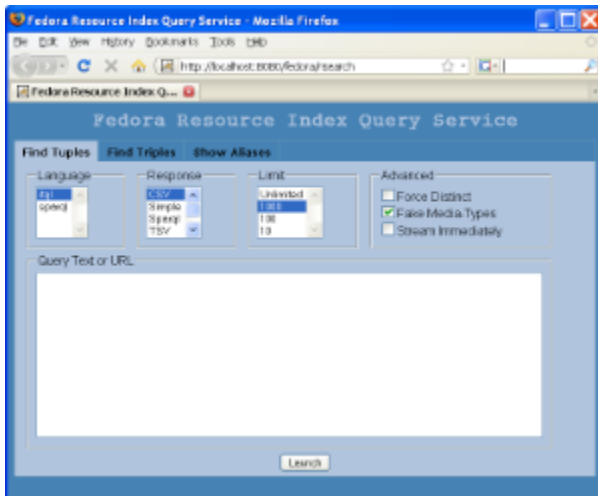 Fedora Resource Index Query Service - Mozilla Firefox
File Edit View History Bookmarks Tools Help
http://localhost:8080/fedora/risearch
Fedora Resource Index Q...
Fedora Resource Index Query Service
Find Tuples Find Triples Show Aliases
Language Response Limit Advanced
itql CSV Unlimited Force Distinct
sparql Simple 1000 Fake Media Types
Sparql 100 Stream Immediately
TSV 10
Query Text or URL
Launch